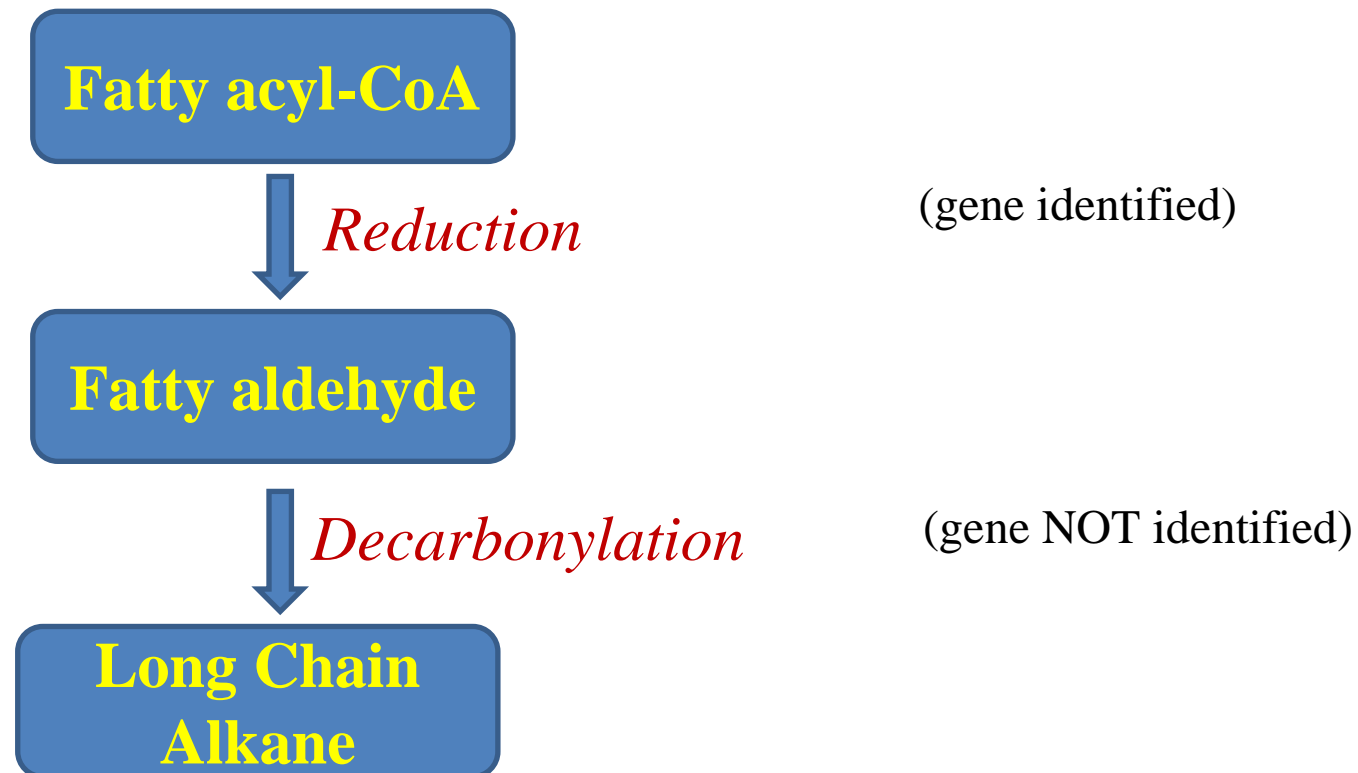 Fatty acyl-CoA
Reduction
(gene identified)
Fatty aldehyde
Decarbonylation
(gene NOT identified)
Long Chain
Alkane